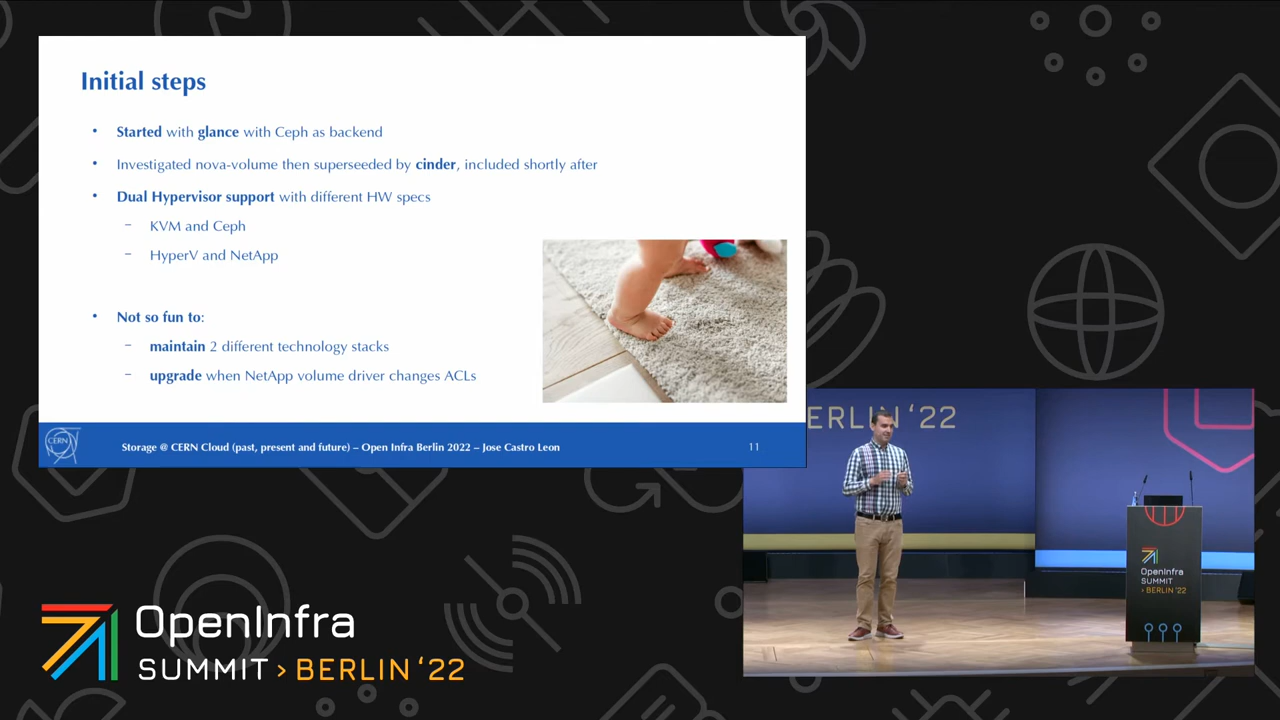 Initial steps
• Started with glance with Ceph as backend
• Investigated nova-volume then superseeded by cinder, included shortly after
• Dual Hypervisor support with different HW specs
– KVM and Ceph
– HyperV and NetApp
• Not so fun to:
– maintain 2 different technology stacks
– upgrade when NetApp volume driver changes ACLs
CERN
Storage @ CERN Cloud (past, present and future) – Open Infra Berlin 2022 – Jose Castro Leon
11
ERLIN '22
OpenInfra
SUMMIT
› BERLIN '22
OpenInfra
SUMMIT › BERLIN '22